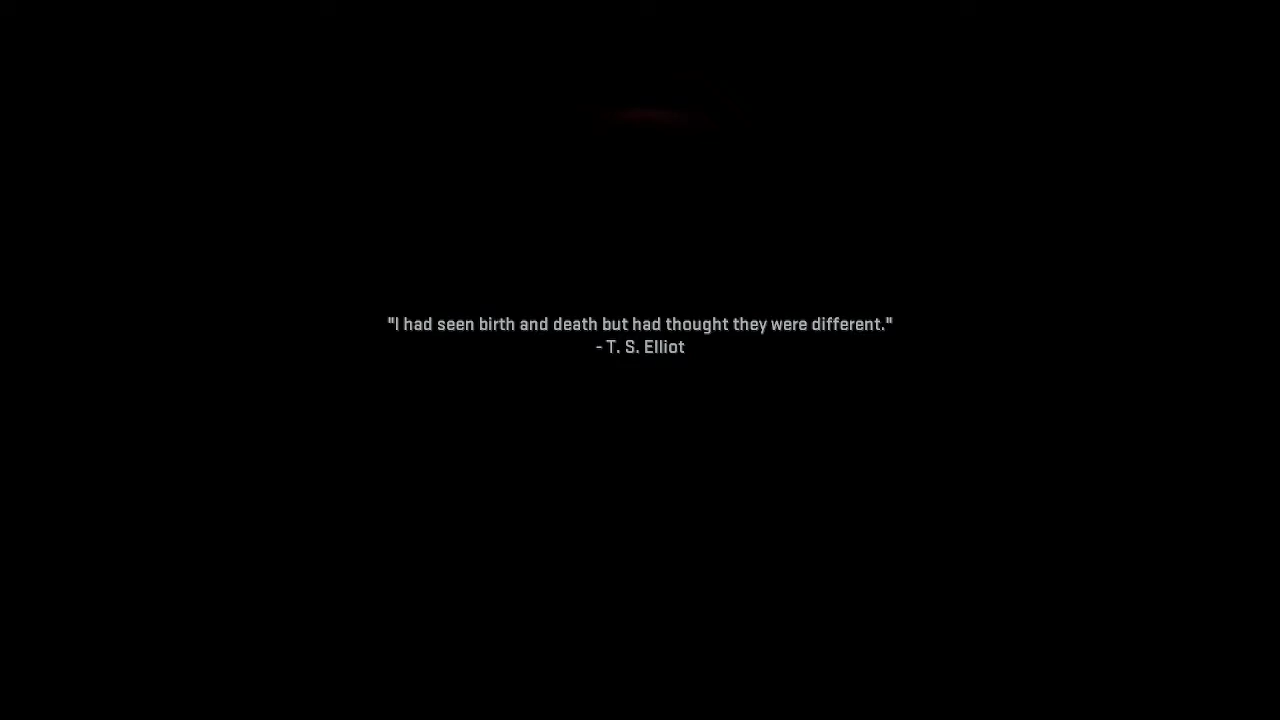 "I had seen birth and death but had thought they were different."
- T. S. Elliot